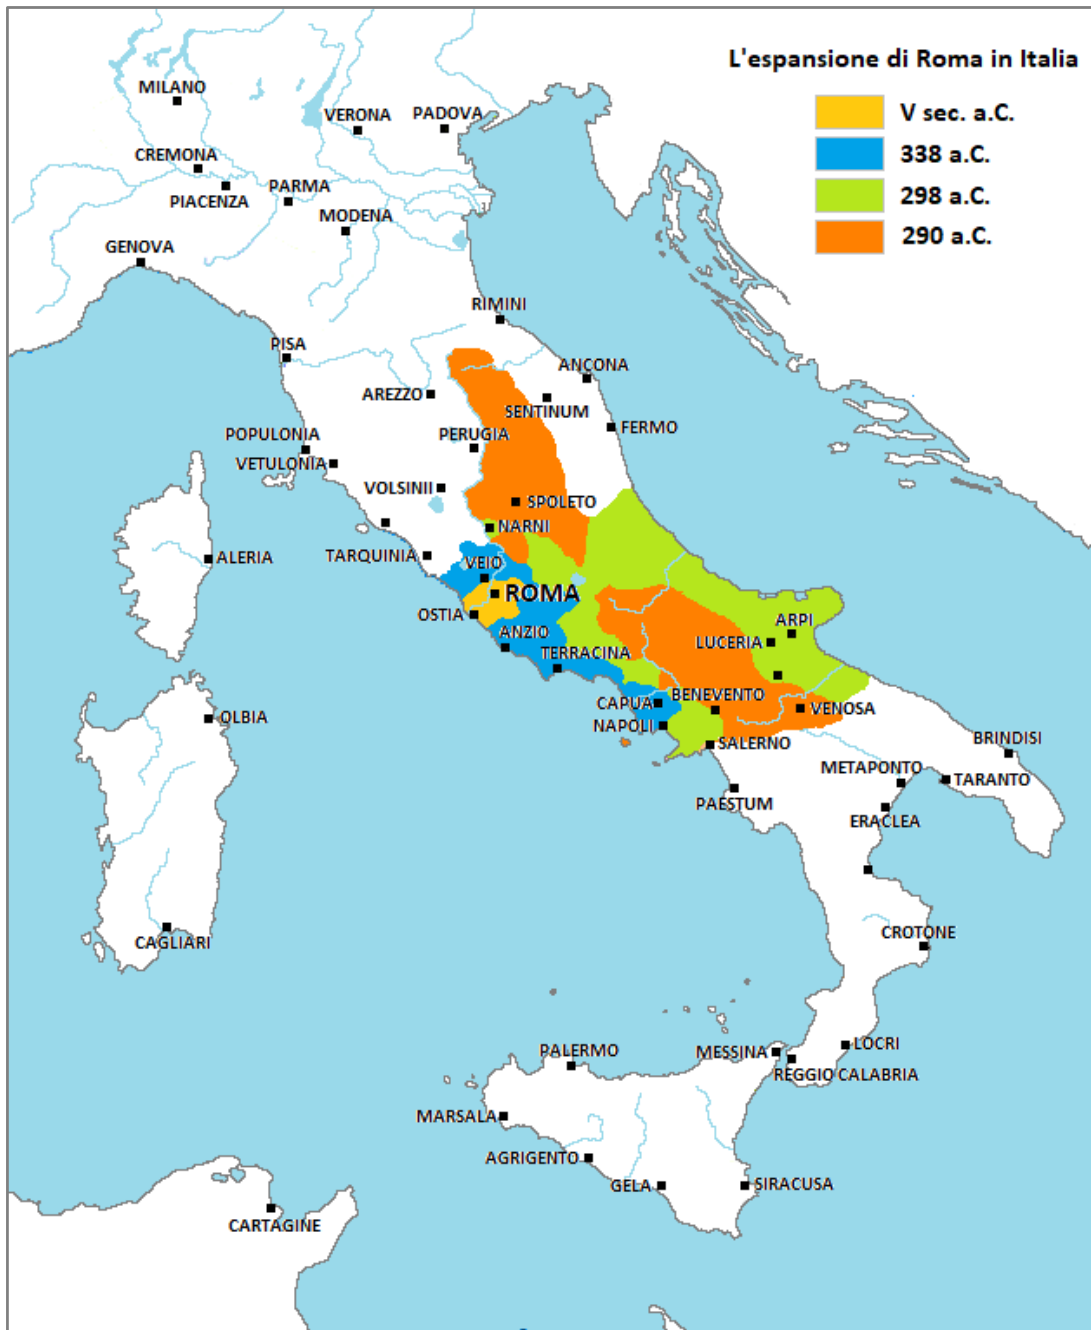 L'espansione di Roma in Italia
V sec. a.C.
338 a.C.
298 a.C.
290 a.C.
MILANO
VERONA
PADOVA
CREMONA
PIACENZA
PARMA
MODENA
GENOVA
RIMINI
PISA
ANCONA
AREZZO
SENTINUM
FERMO
POPULONIA
PERUGIA
VETULONIA
VOLSINII
SPOLETO
NARNI
TARQUINIA
ALERIA
VEIO
ROMA
OSTIA
ANZIO
ARPI
LUCERIA
TERRACINA
CAPUA
BENEVENTO
VENOSA
NAPOLI
OLBIA
SALERNO
BRINDISI
METAPONTO
TARANTO
PAESTUM
ERACLEA
CAGLIARI
CROTONE
PALERMO
MESSINA
LOCRI
REGGIO CALABRIA
MARSALA
AGRIGENTO
GELA
SIRACUSA
CARTAGINE